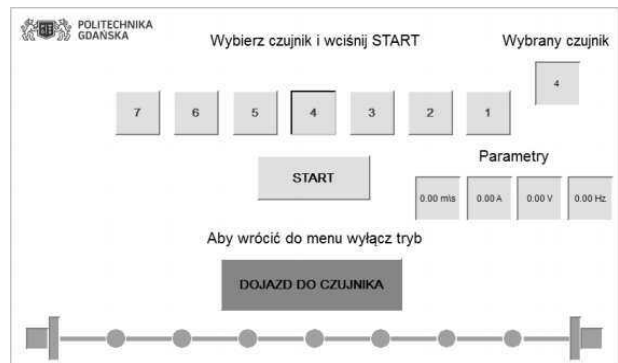 POLITECHNIKA
GDAŃSKA
Wybierz czujnik i wciśnij START
Wybrany czujnik
4
7 6 5 4 3 2 1
START
Parametry
0.00 m\s 0.00 A 0.00 V 0.00 Hz
Aby wrócić do menu wyłącz tryb
DOJAZD DO CZUJNIKA